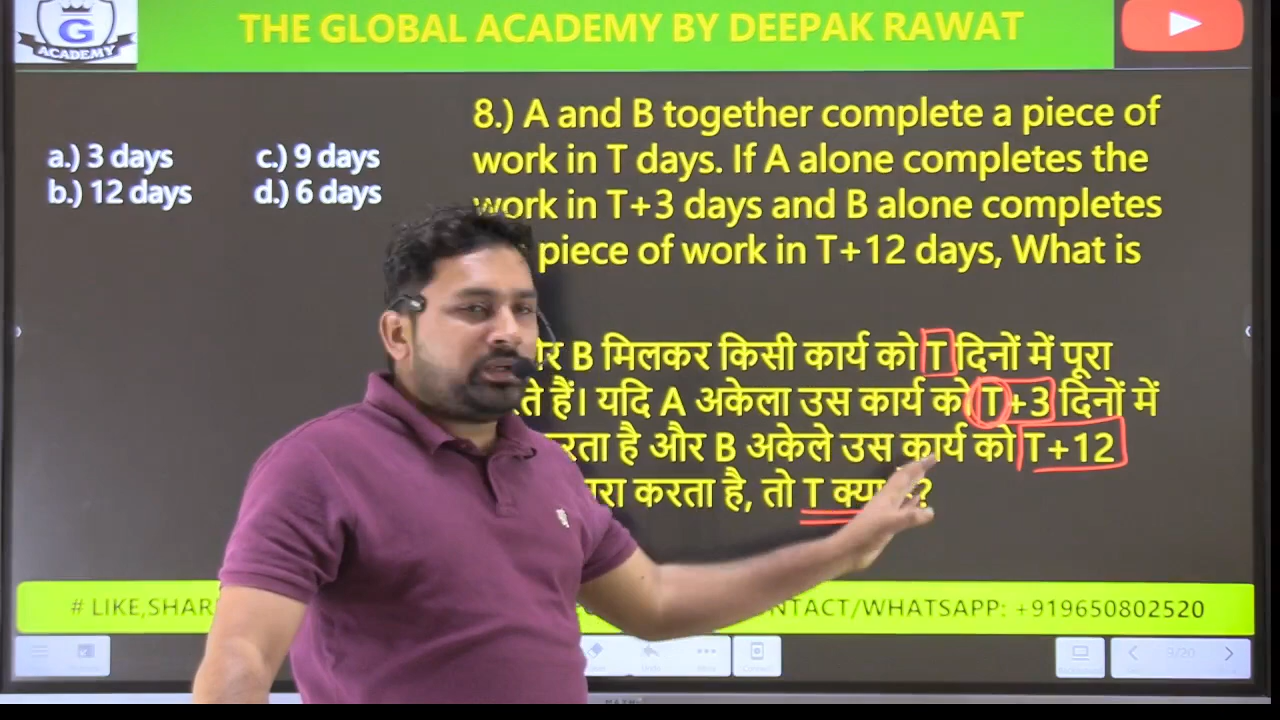 G
ACADEMY
THE GLOBAL ACADEMY BY DEEPAK RAWAT
a.) 3 days
c.) 9 days
b.) 12 days
d.) 6 days
8.) A and B together complete a piece of
work in T days. If A alone completes the
work in T+3 days and B alone completes
piece of work in T+12 days, What is
B मिलकर किसी कार्य को T दिनों में पूरा
हैं। यदि A अकेला उस कार्य को T+3 दिनों में
है और B अकेले उस कार्य को T+12
करता है, तो T क्या है?
# LIKE,SHAR
CONTACT/WHATSAPP: +919650802520
9/20